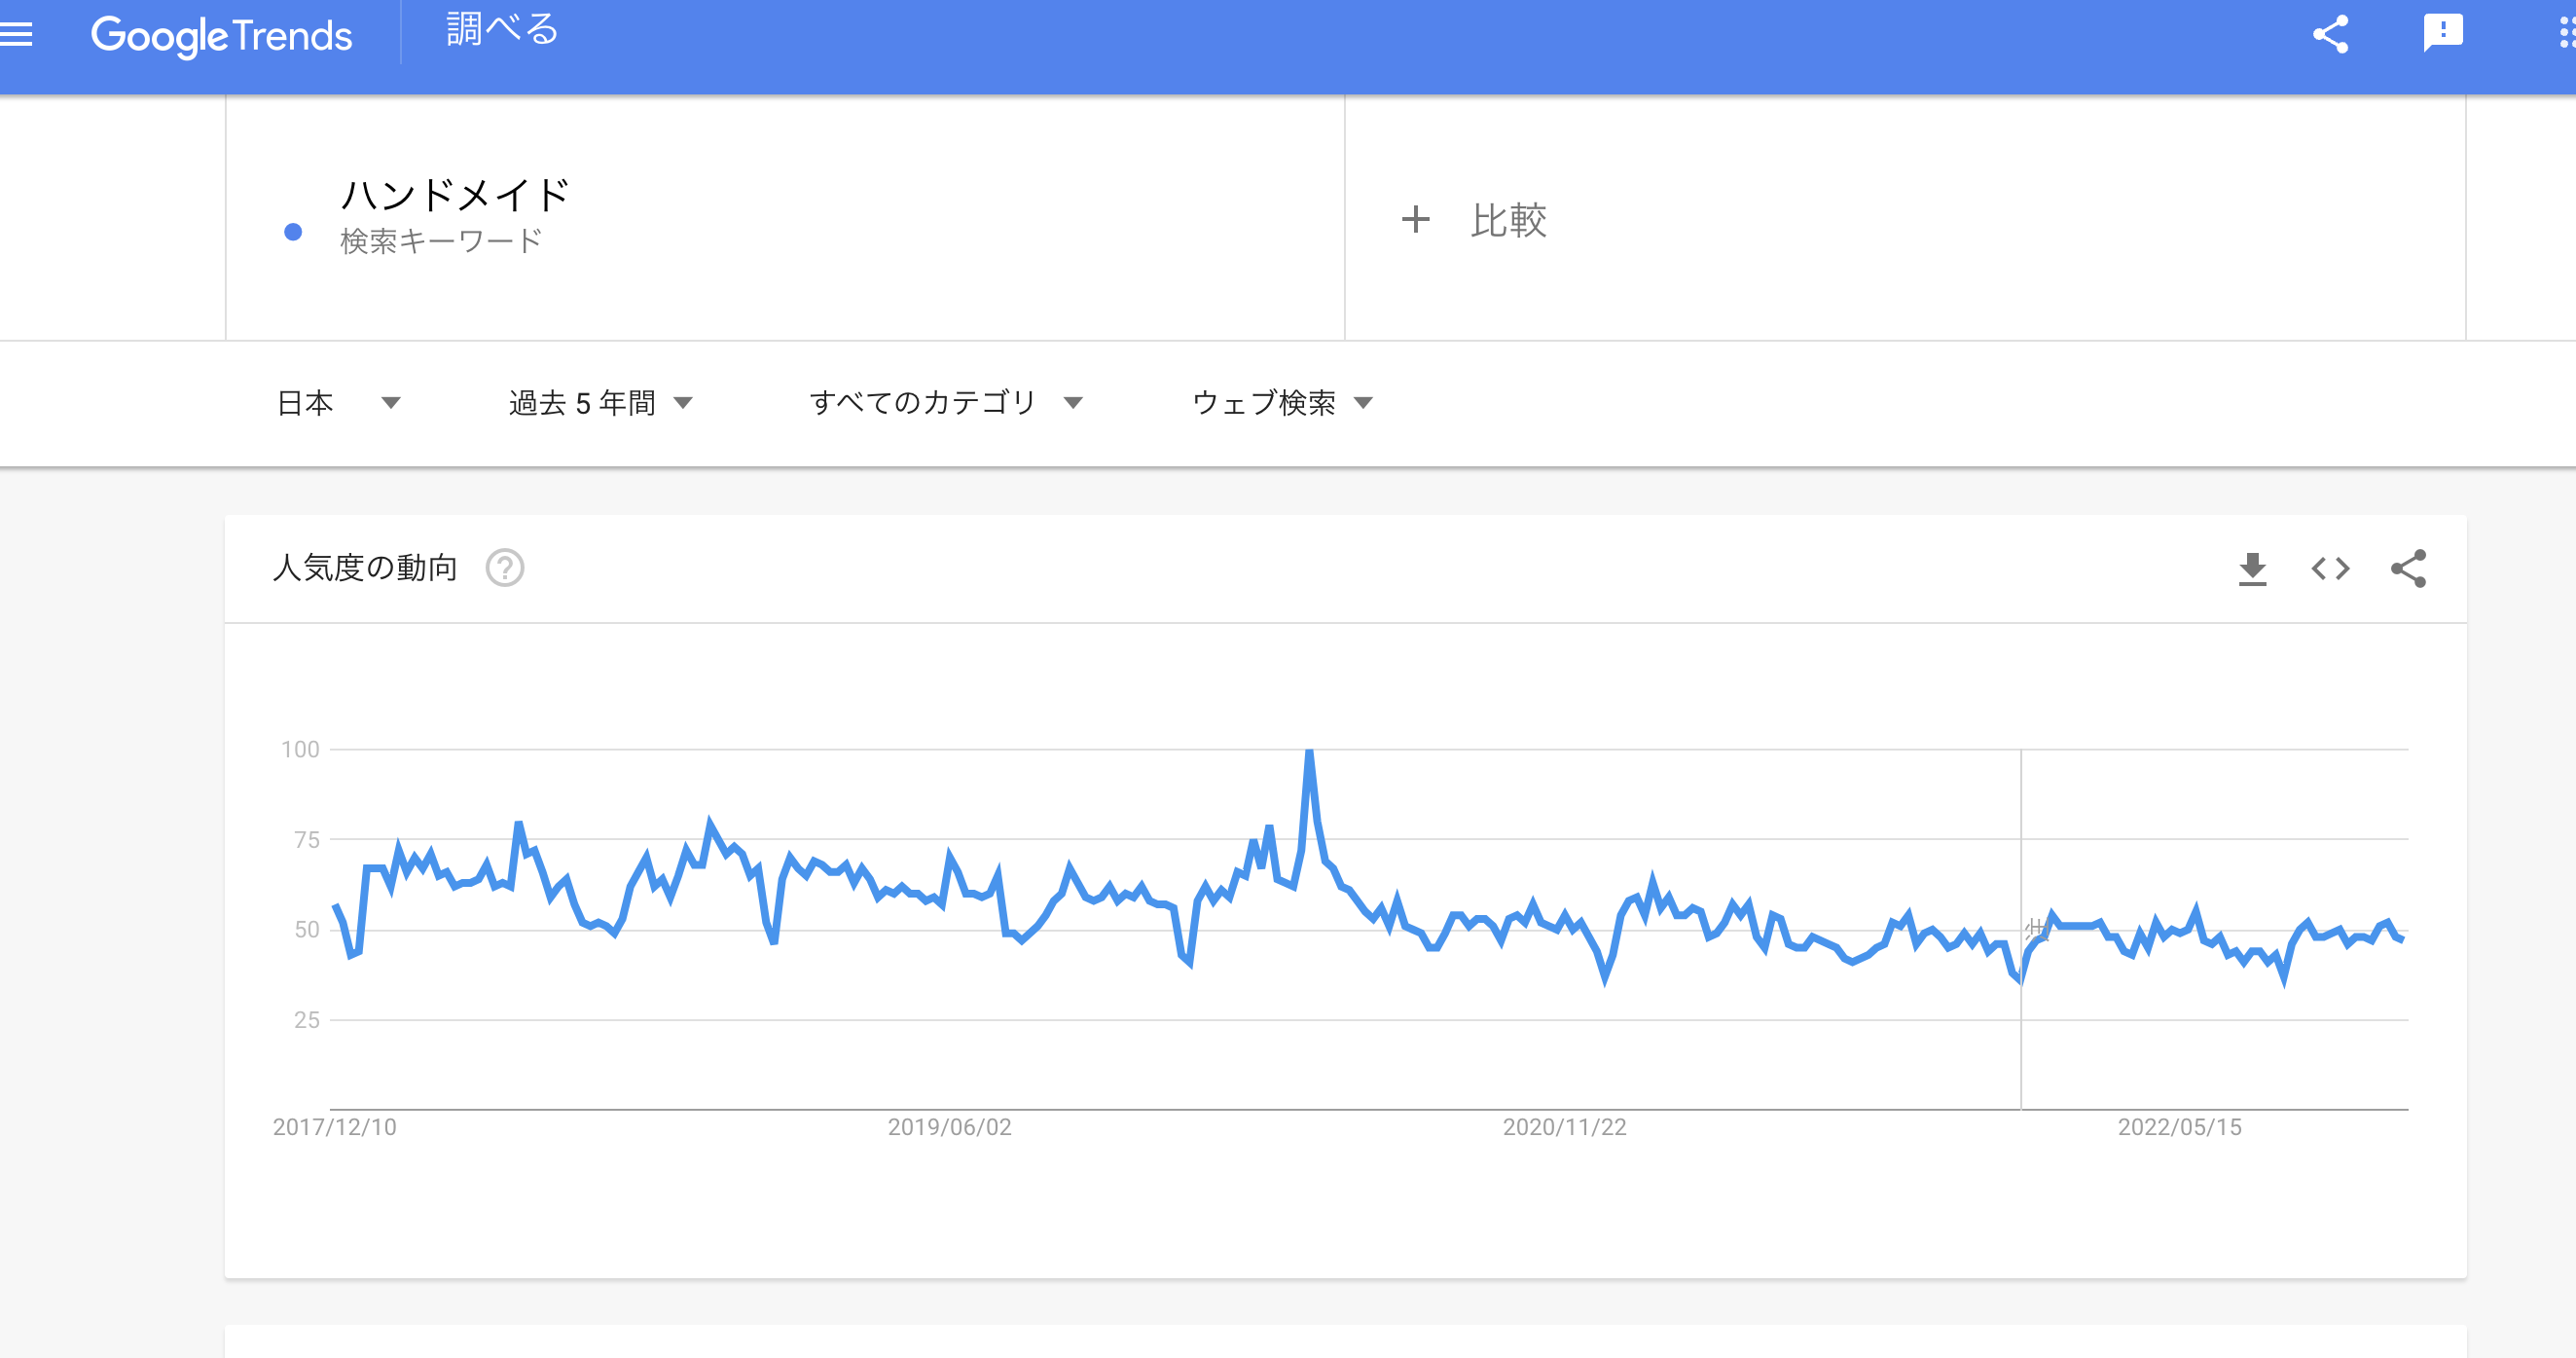 Google Trends
調べる
ハンドメイド
検索キーワード
比較
日本
過去 5 年間
すべてのカテゴリ
ウェブ検索
人気度の動向
100
75
50
25
2017/12/10
2019/06/02
2020/11/22
2022/05/15